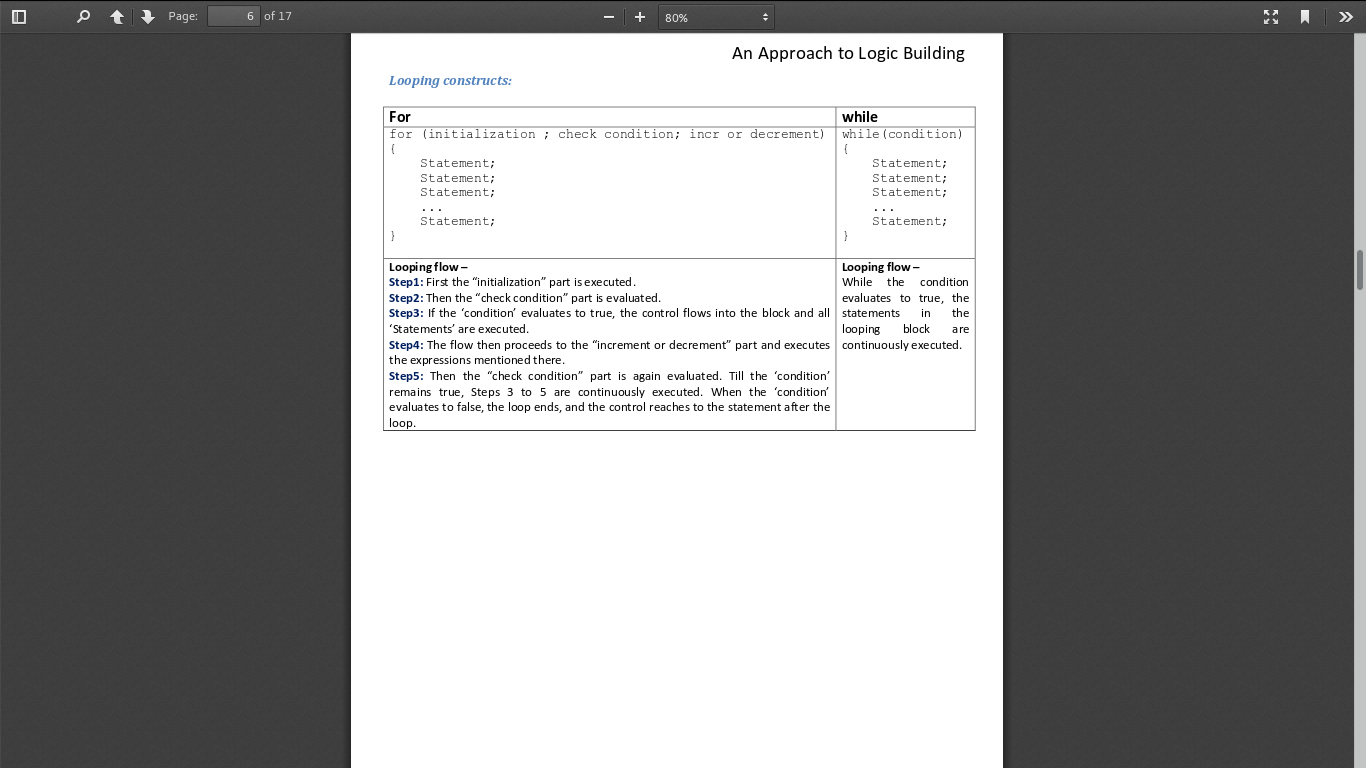 Page: 6 of 17
80%
An Approach to Logic Building
Looping constructs:
For
for (initialization ; check condition; incr or decrement)
{
Statement;
Statement;
Statement;
...
Statement;
}
while
while(condition)
{
Statement;
Statement;
Statement;
...
Statement;
}
Looping flow –
Step1: First the “initialization” part is executed.
Step2: Then the “check condition” part is evaluated.
Step3: If the ‘condition’ evaluates to true, the control flows into the block and all
‘Statements’ are executed.
Step4: The flow then proceeds to the “increment or decrement” part and executes
the expressions mentioned there.
Step5: Then the “check condition” part is again evaluated. Till the ‘condition’
remains true, Steps 3 to 5 are continuously executed. When the ‘condition’
evaluates to false, the loop ends, and the control reaches to the statement after the
loop.
Looping flow –
While the condition
evaluates to true, the
statements in the
looping block are
continuously executed.